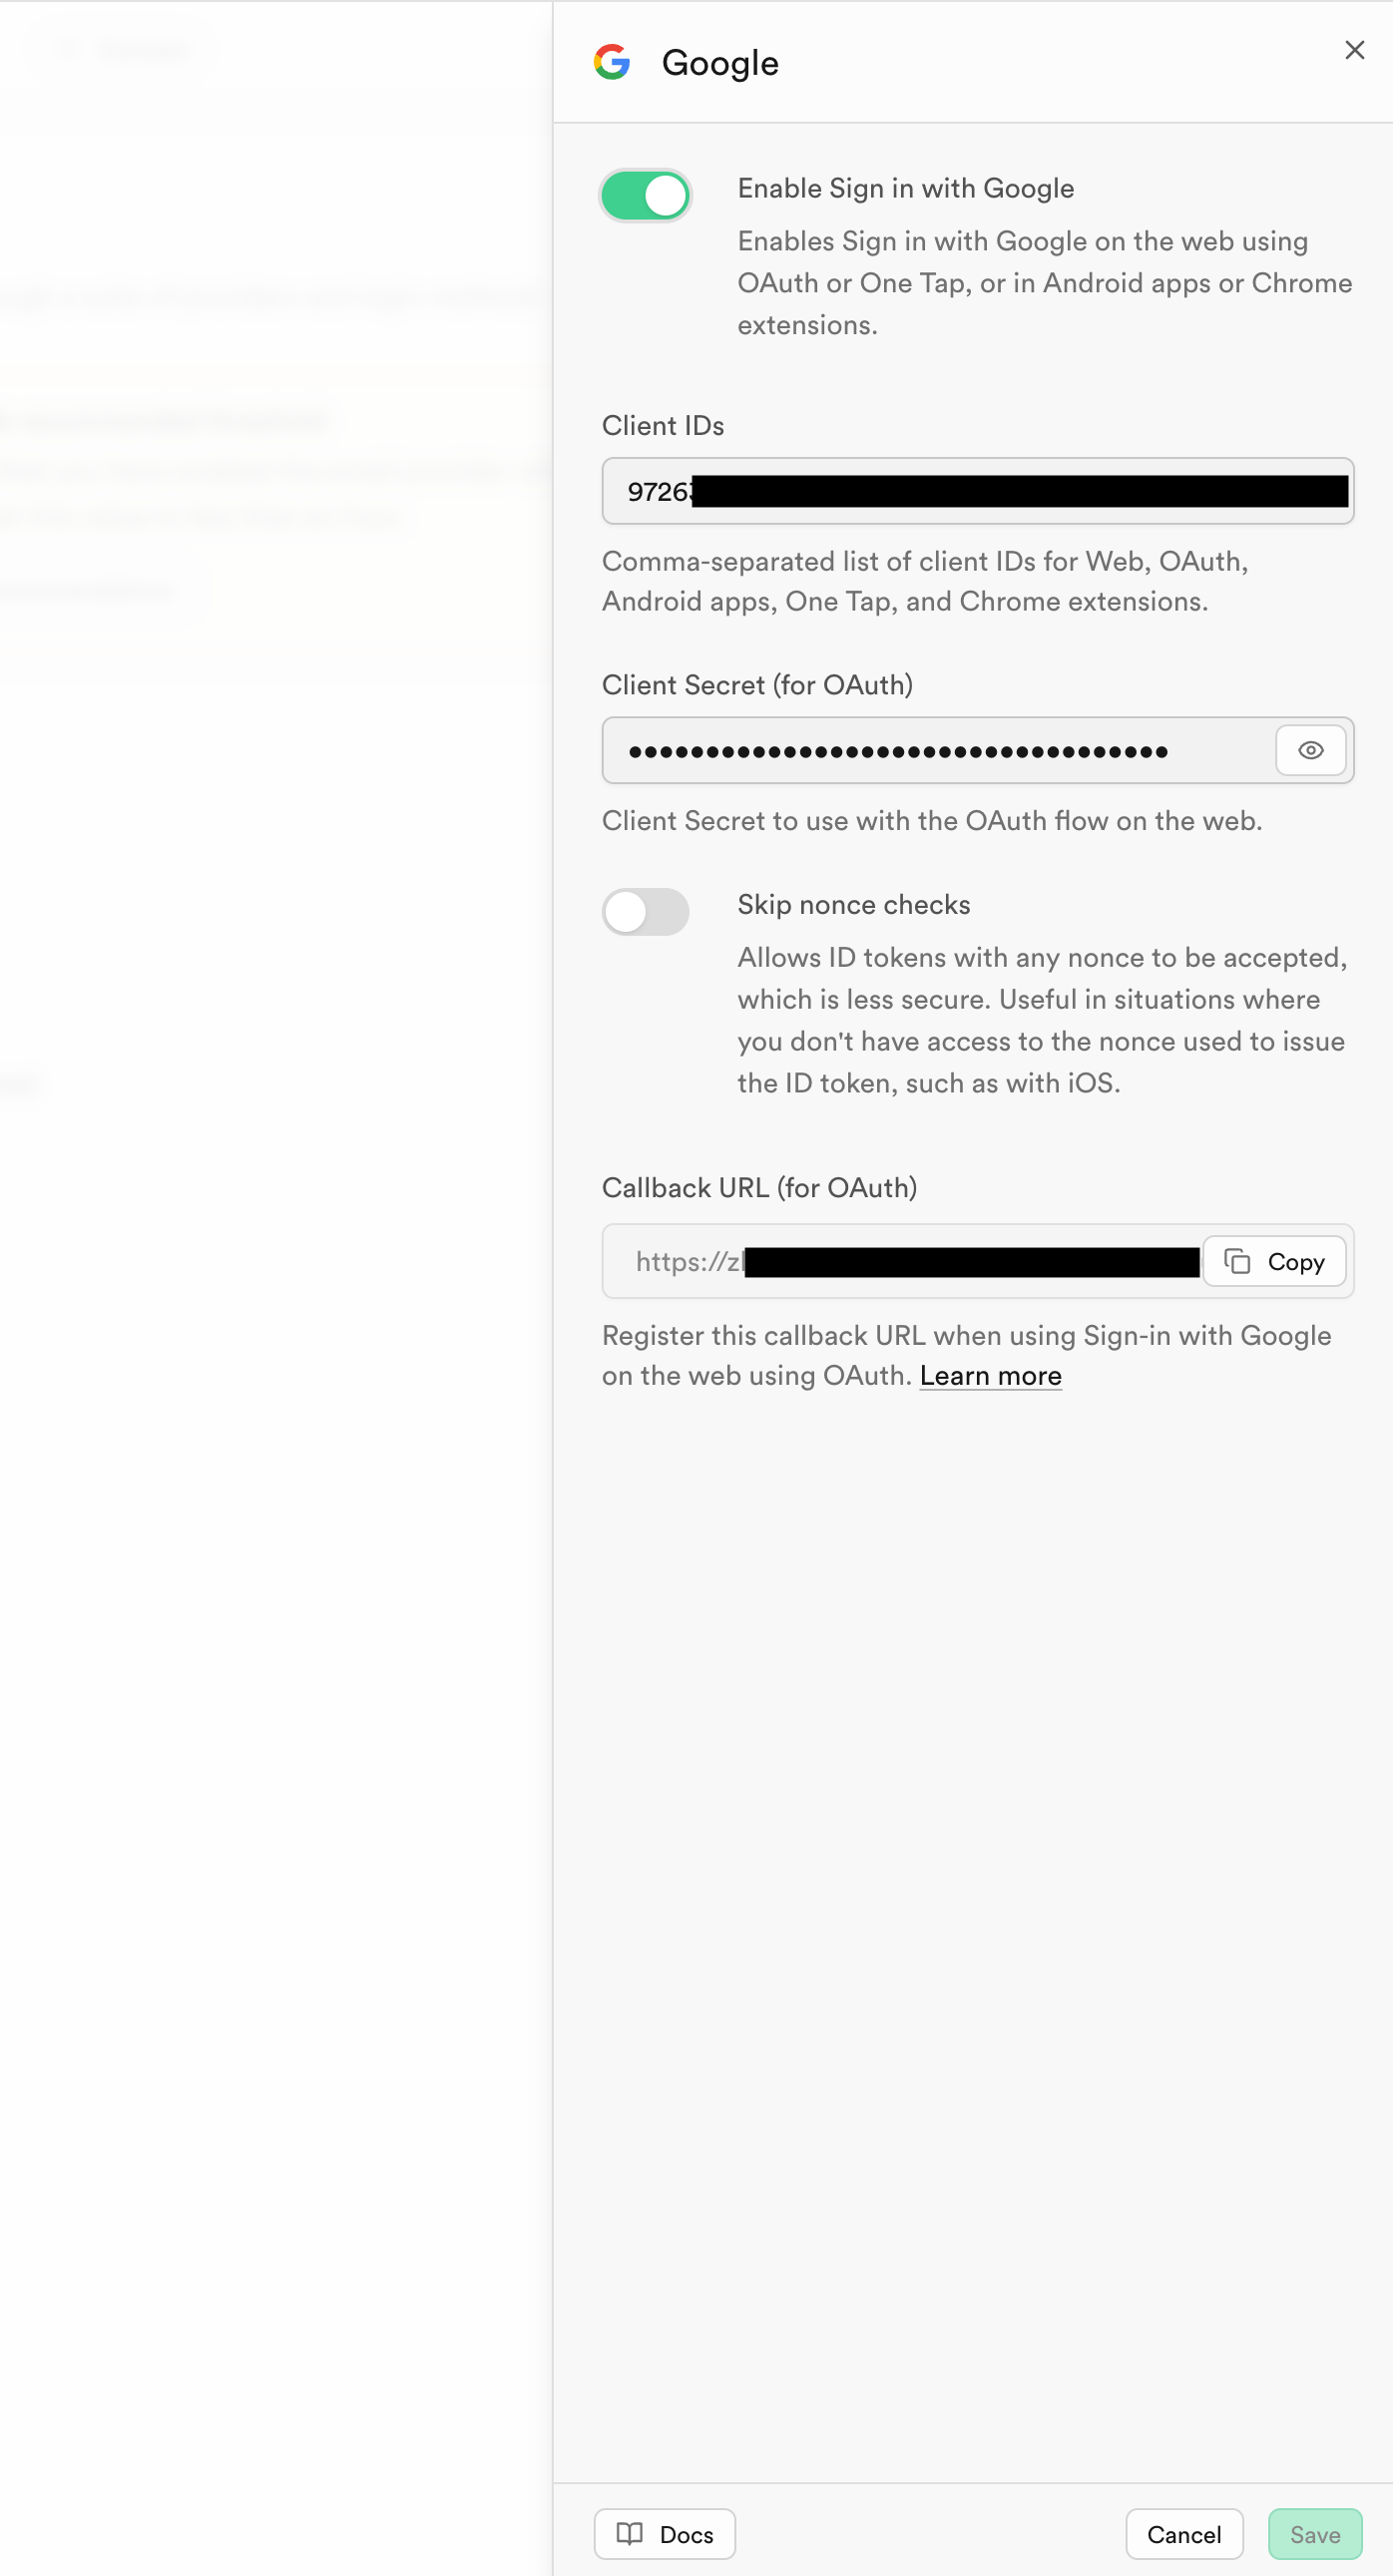 Google
Enable Sign in with Google
Enables Sign in with Google on the web using
OAuth or One Tap, or in Android apps or Chrome
extensions.
Client IDs
9726
Comma-separated list of client IDs for Web, OAuth,
Android apps, One Tap, and Chrome extensions.
Client Secret (for OAuth)
•••••••••••••••••••••••••••••••••••
Client Secret to use with the OAuth flow on the web.
Skip nonce checks
Allows ID tokens with any nonce to be accepted,
which is less secure. Useful in situations where
you don't have access to the nonce used to issue
the ID token, such as with iOS.
Callback URL (for OAuth)
https://z
Copy
Register this callback URL when using Sign-in with Google
on the web using OAuth. Learn more
Docs
Cancel
Save